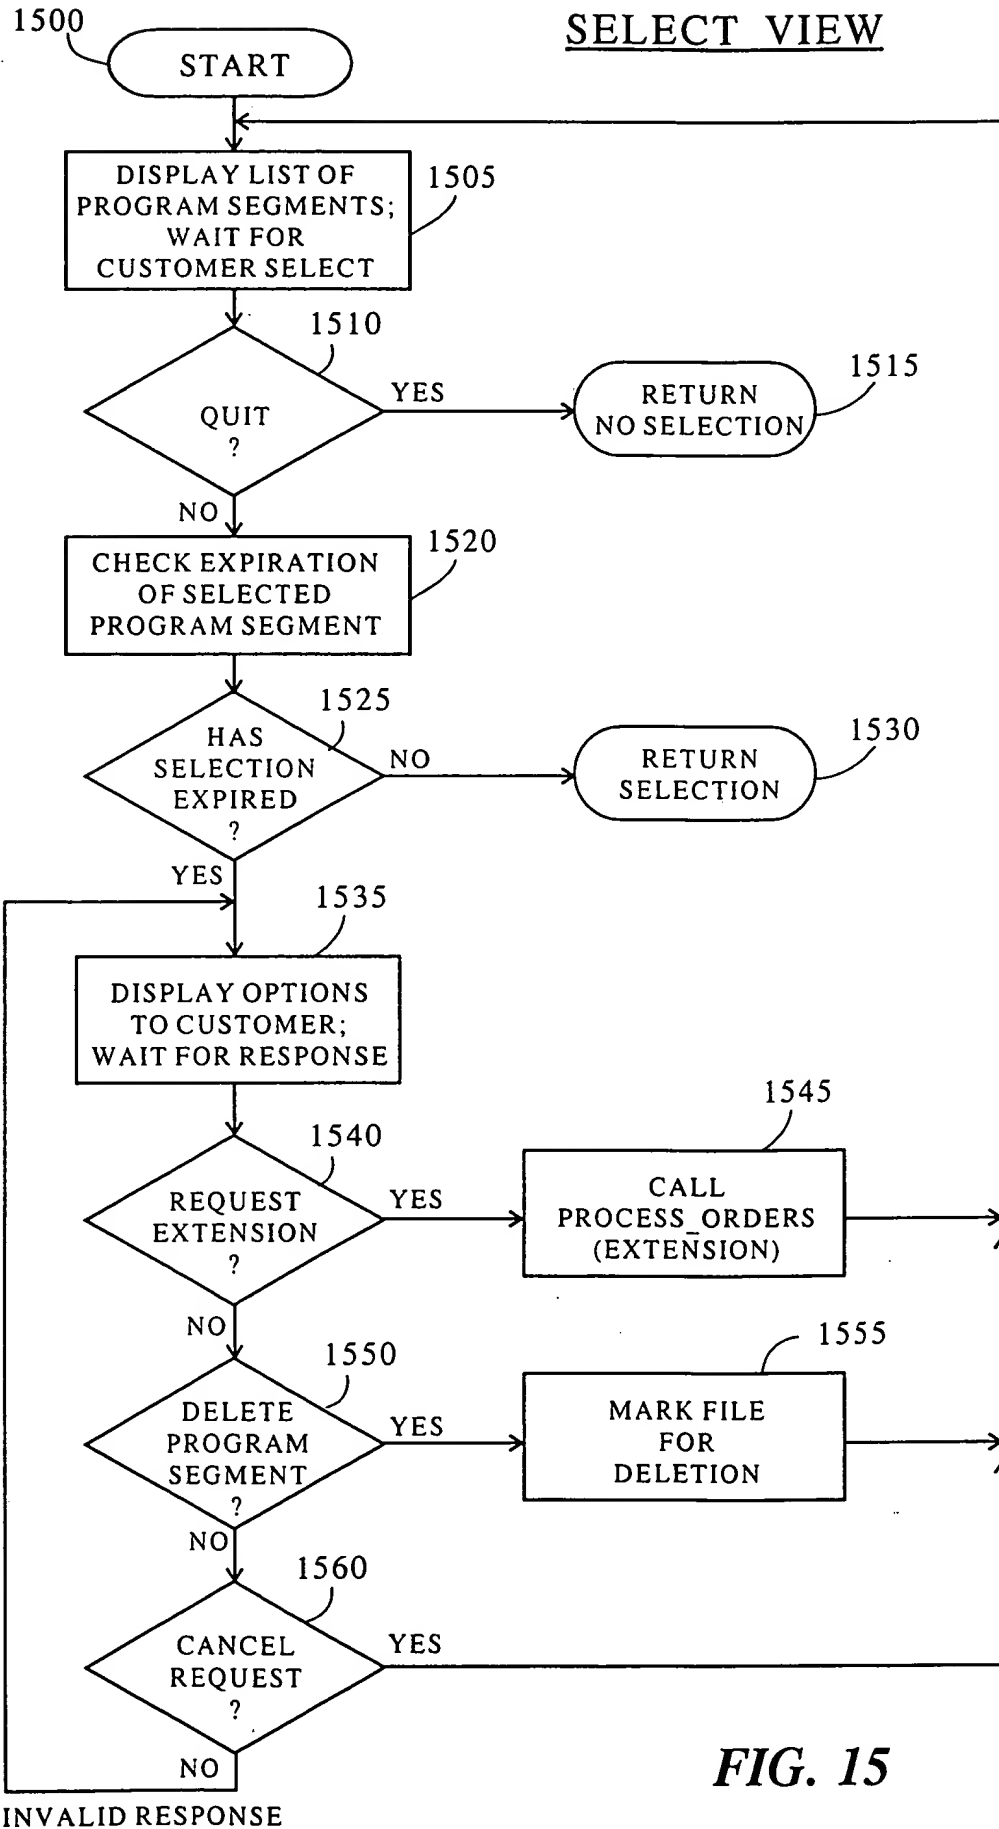 1500
SELECT VIEW
START
DISPLAY LIST OF
PROGRAM SEGMENTS;
WAIT FOR
CUSTOMER SELECT
1505
1510
QUIT
?
YES
RETURN
NO SELECTION
1515
NO
CHECK EXPIRATION
OF SELECTED
PROGRAM SEGMENT
1520
1525
HAS
SELECTION
EXPIRED
?
NO
RETURN
SELECTION
1530
YES
1535
DISPLAY OPTIONS
TO CUSTOMER;
WAIT FOR RESPONSE
1540
REQUEST
EXTENSION
?
YES
1545
CALL
PROCESS_ORDERS
(EXTENSION)
NO
1550
DELETE
PROGRAM
SEGMENT
?
YES
1555
MARK FILE
FOR
DELETION
NO
1560
CANCEL
REQUEST
?
YES
NO
INVALID RESPONSE
FIG. 15